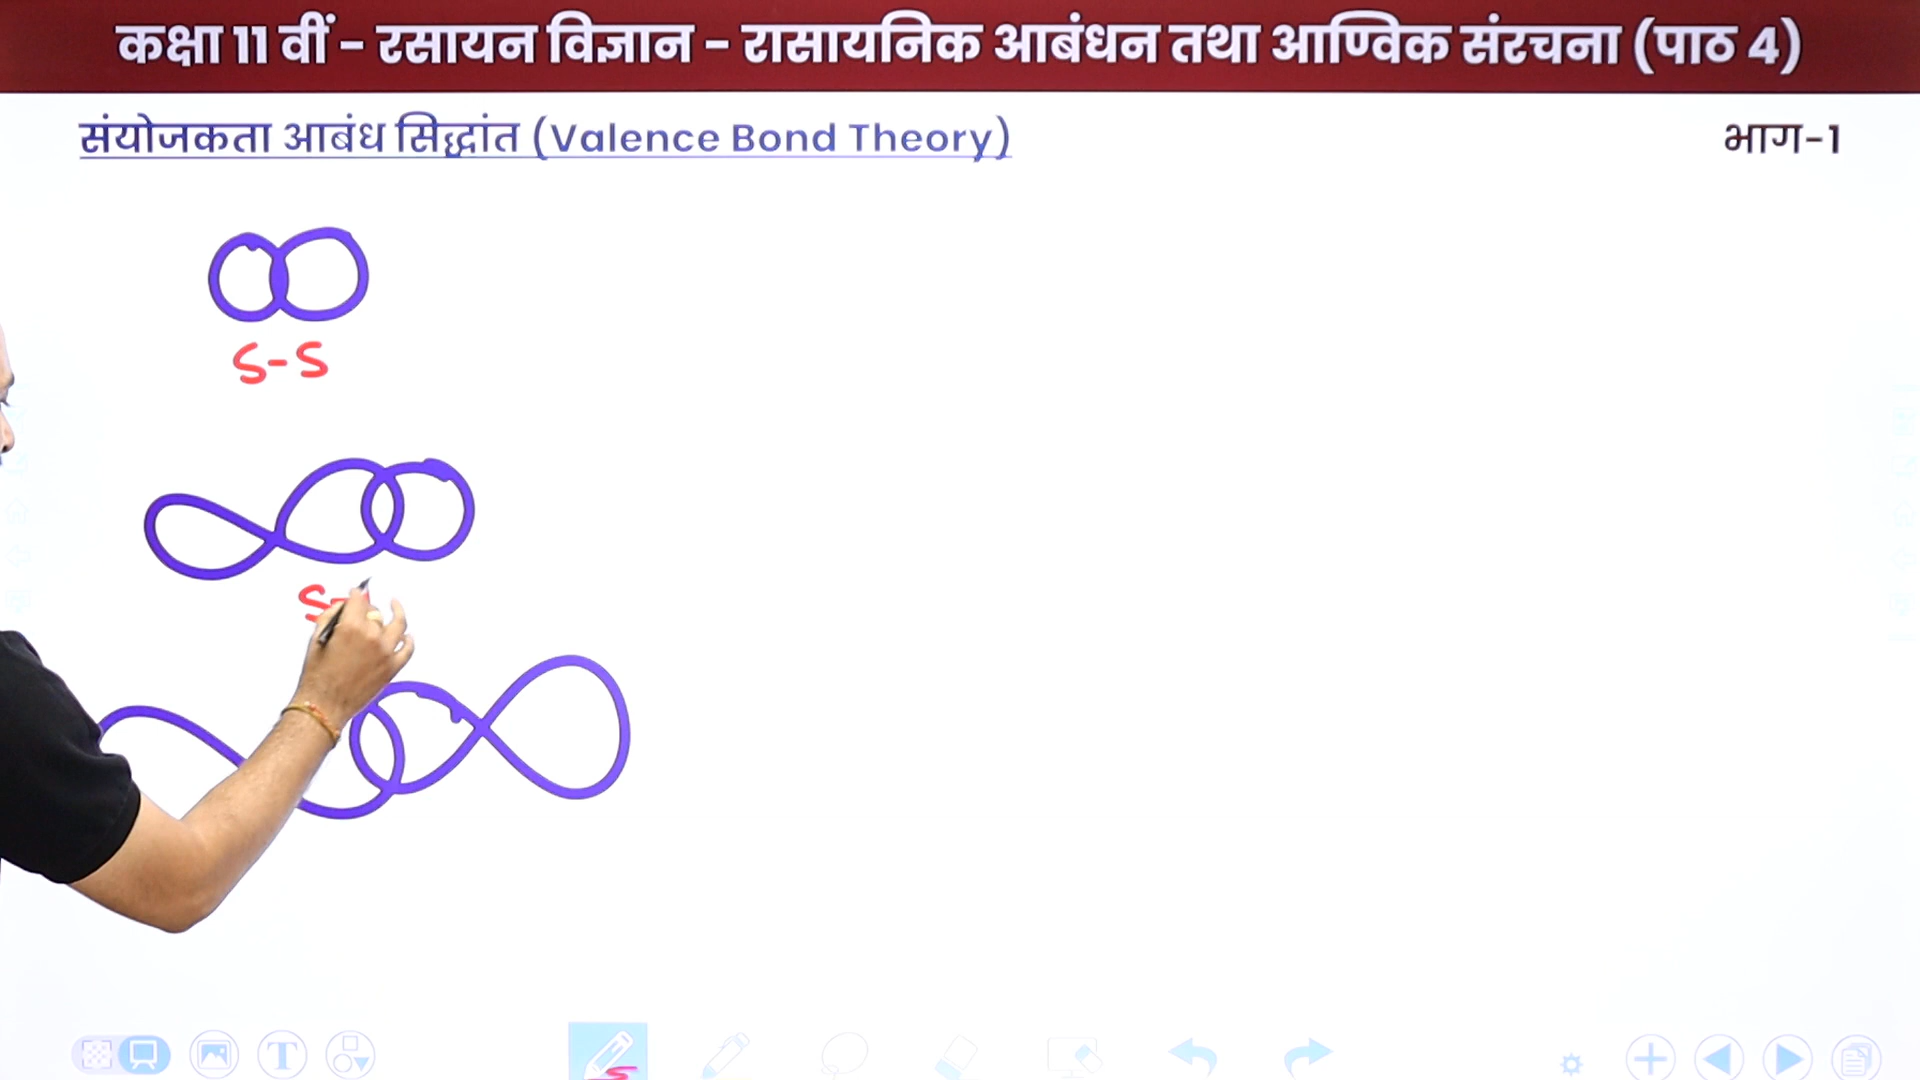 कक्षा 11 वीं - रसायन विज्ञान - रासायनिक आबंधन तथा आण्विक संरचना (पाठ 4)
संयोजकता आबंध सिद्धांत (Valence Bond Theory)
भाग-1
S-S
S-
T